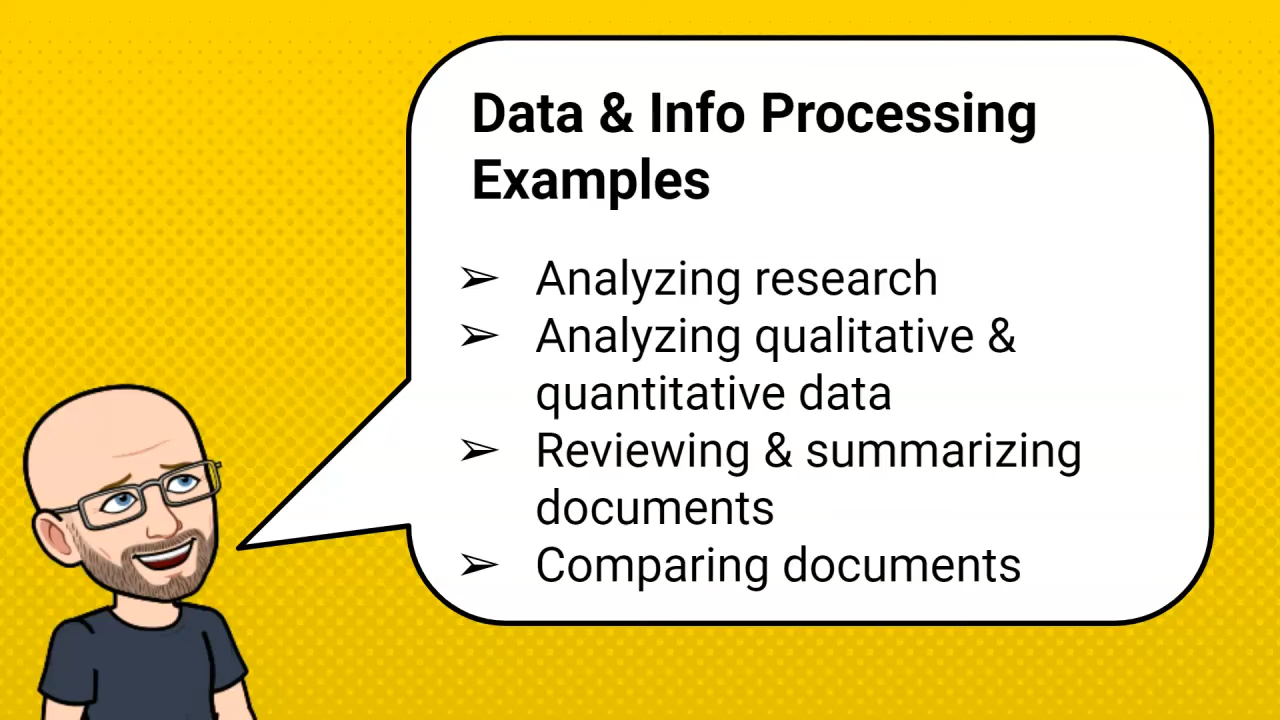 Data & Info Processing
Examples
➢ Analyzing research
➢ Analyzing qualitative &
quantitative data
➢ Reviewing & summarizing
documents
➢ Comparing documents